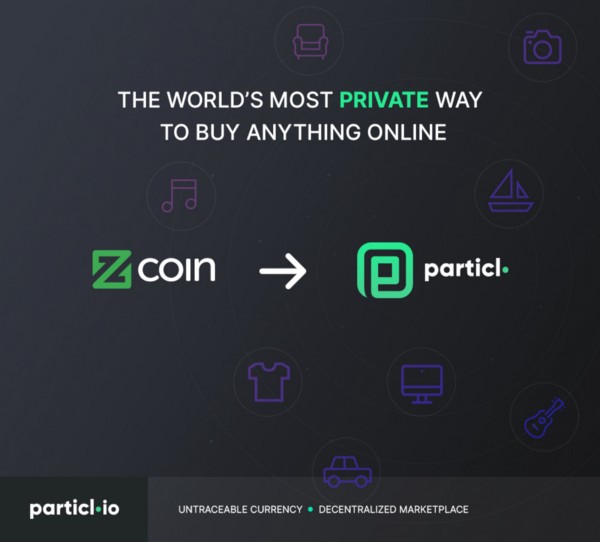 THE WORLD'S MOST PRIVATE WAY
TO BUY ANYTHING ONLINE
Zcoin
particl
particl.io
UNTRACEABLE CURRENCY • DECENTRALIZED MARKETPLACE